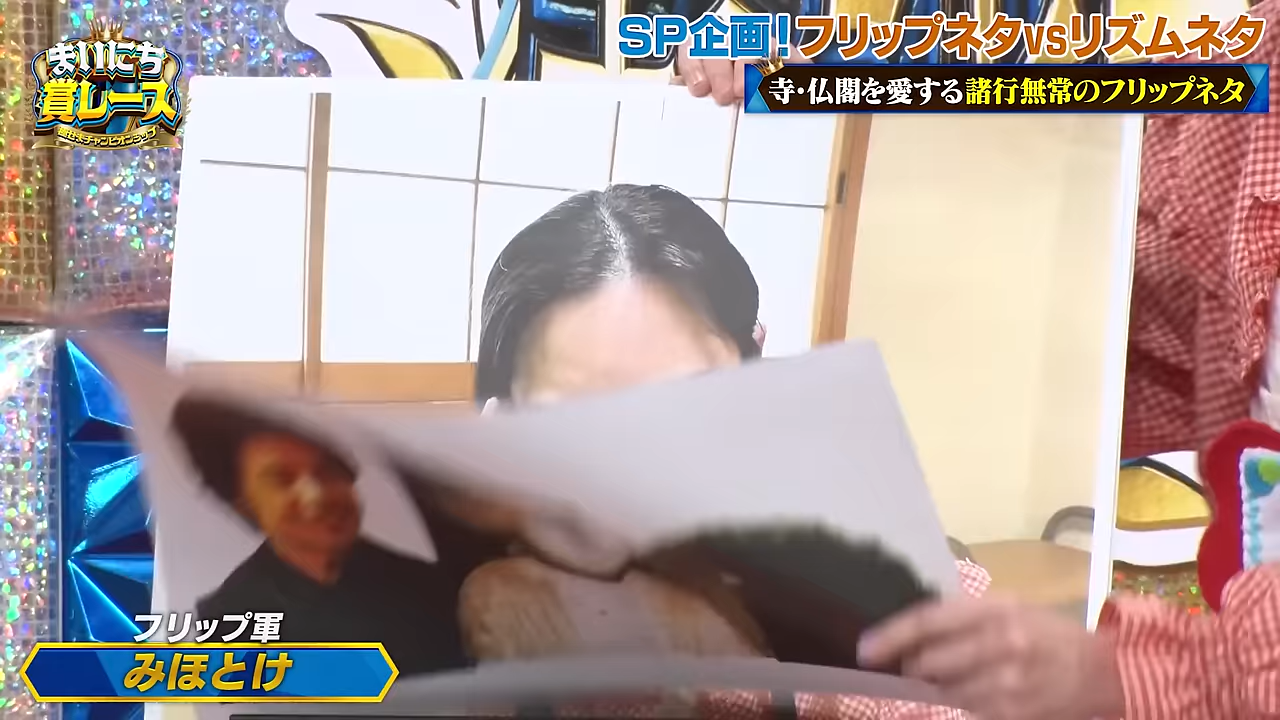 まいにち
賞レース
SP企画!フリップネタvsリズムネタ
寺・仏閣を愛する諸行無常のフリップネタ
フリップ軍
みほとけ